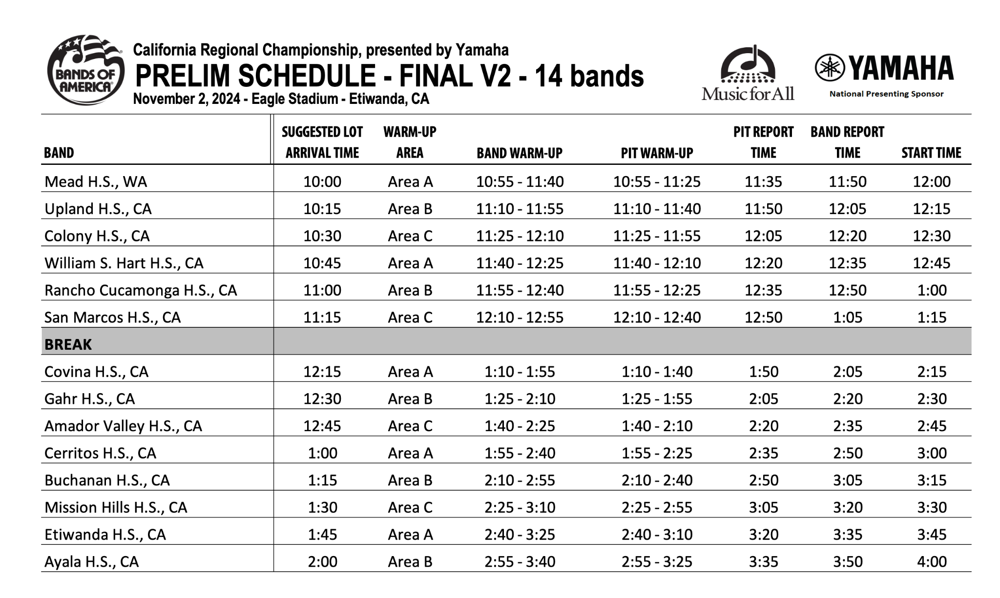 BANDS OF
AMERICA®
California Regional Championship, presented by Yamaha
PRELIM SCHEDULE - FINAL V2 - 14 bands
November 2, 2024 - Eagle Stadium - Etiwanda, CA
Music for All
YAMAHA
National Presenting Sponsor
SUGGESTED LOT WARM-UP PIT REPORT BAND REPORT
BAND ARRIVAL TIME AREA BAND WARM-UP PIT WARM-UP TIME TIME START TIME
Mead H.S., WA 10:00 Area A 10:55 - 11:40 10:55 - 11:25 11:35 11:50 12:00
Upland H.S., CA 10:15 Area B 11:10 - 11:55 11:10 - 11:40 11:50 12:05 12:15
Colony H.S., CA 10:30 Area C 11:25 - 12:10 11:25 - 11:55 12:05 12:20 12:30
William S. Hart H.S., CA 10:45 Area A 11:40 - 12:25 11:40 - 12:10 12:20 12:35 12:45
Rancho Cucamonga H.S., CA 11:00 Area B 11:55 - 12:40 11:55 - 12:25 12:35 12:50 1:00
San Marcos H.S., CA 11:15 Area C 12:10 - 12:55 12:10 - 12:40 12:50 1:05 1:15
BREAK
Covina H.S., CA 12:15 Area A 1:10 - 1:55 1:10 - 1:40 1:50 2:05 2:15
Gahr H.S., CA 12:30 Area B 1:25 - 2:10 1:25 - 1:55 2:05 2:20 2:30
Amador Valley H.S., CA 12:45 Area C 1:40 - 2:25 1:40 - 2:10 2:20 2:35 2:45
Cerritos H.S., CA 1:00 Area A 1:55 - 2:40 1:55 - 2:25 2:35 2:50 3:00
Buchanan H.S., CA 1:15 Area B 2:10 - 2:55 2:10 - 2:40 2:50 3:05 3:15
Mission Hills H.S., CA 1:30 Area C 2:25 - 3:10 2:25 - 2:55 3:05 3:20 3:30
Etiwanda H.S., CA 1:45 Area A 2:40 - 3:25 2:40 - 3:10 3:20 3:35 3:45
Ayala H.S., CA 2:00 Area B 2:55 - 3:40 2:55 - 3:25 3:35 3:50 4:00